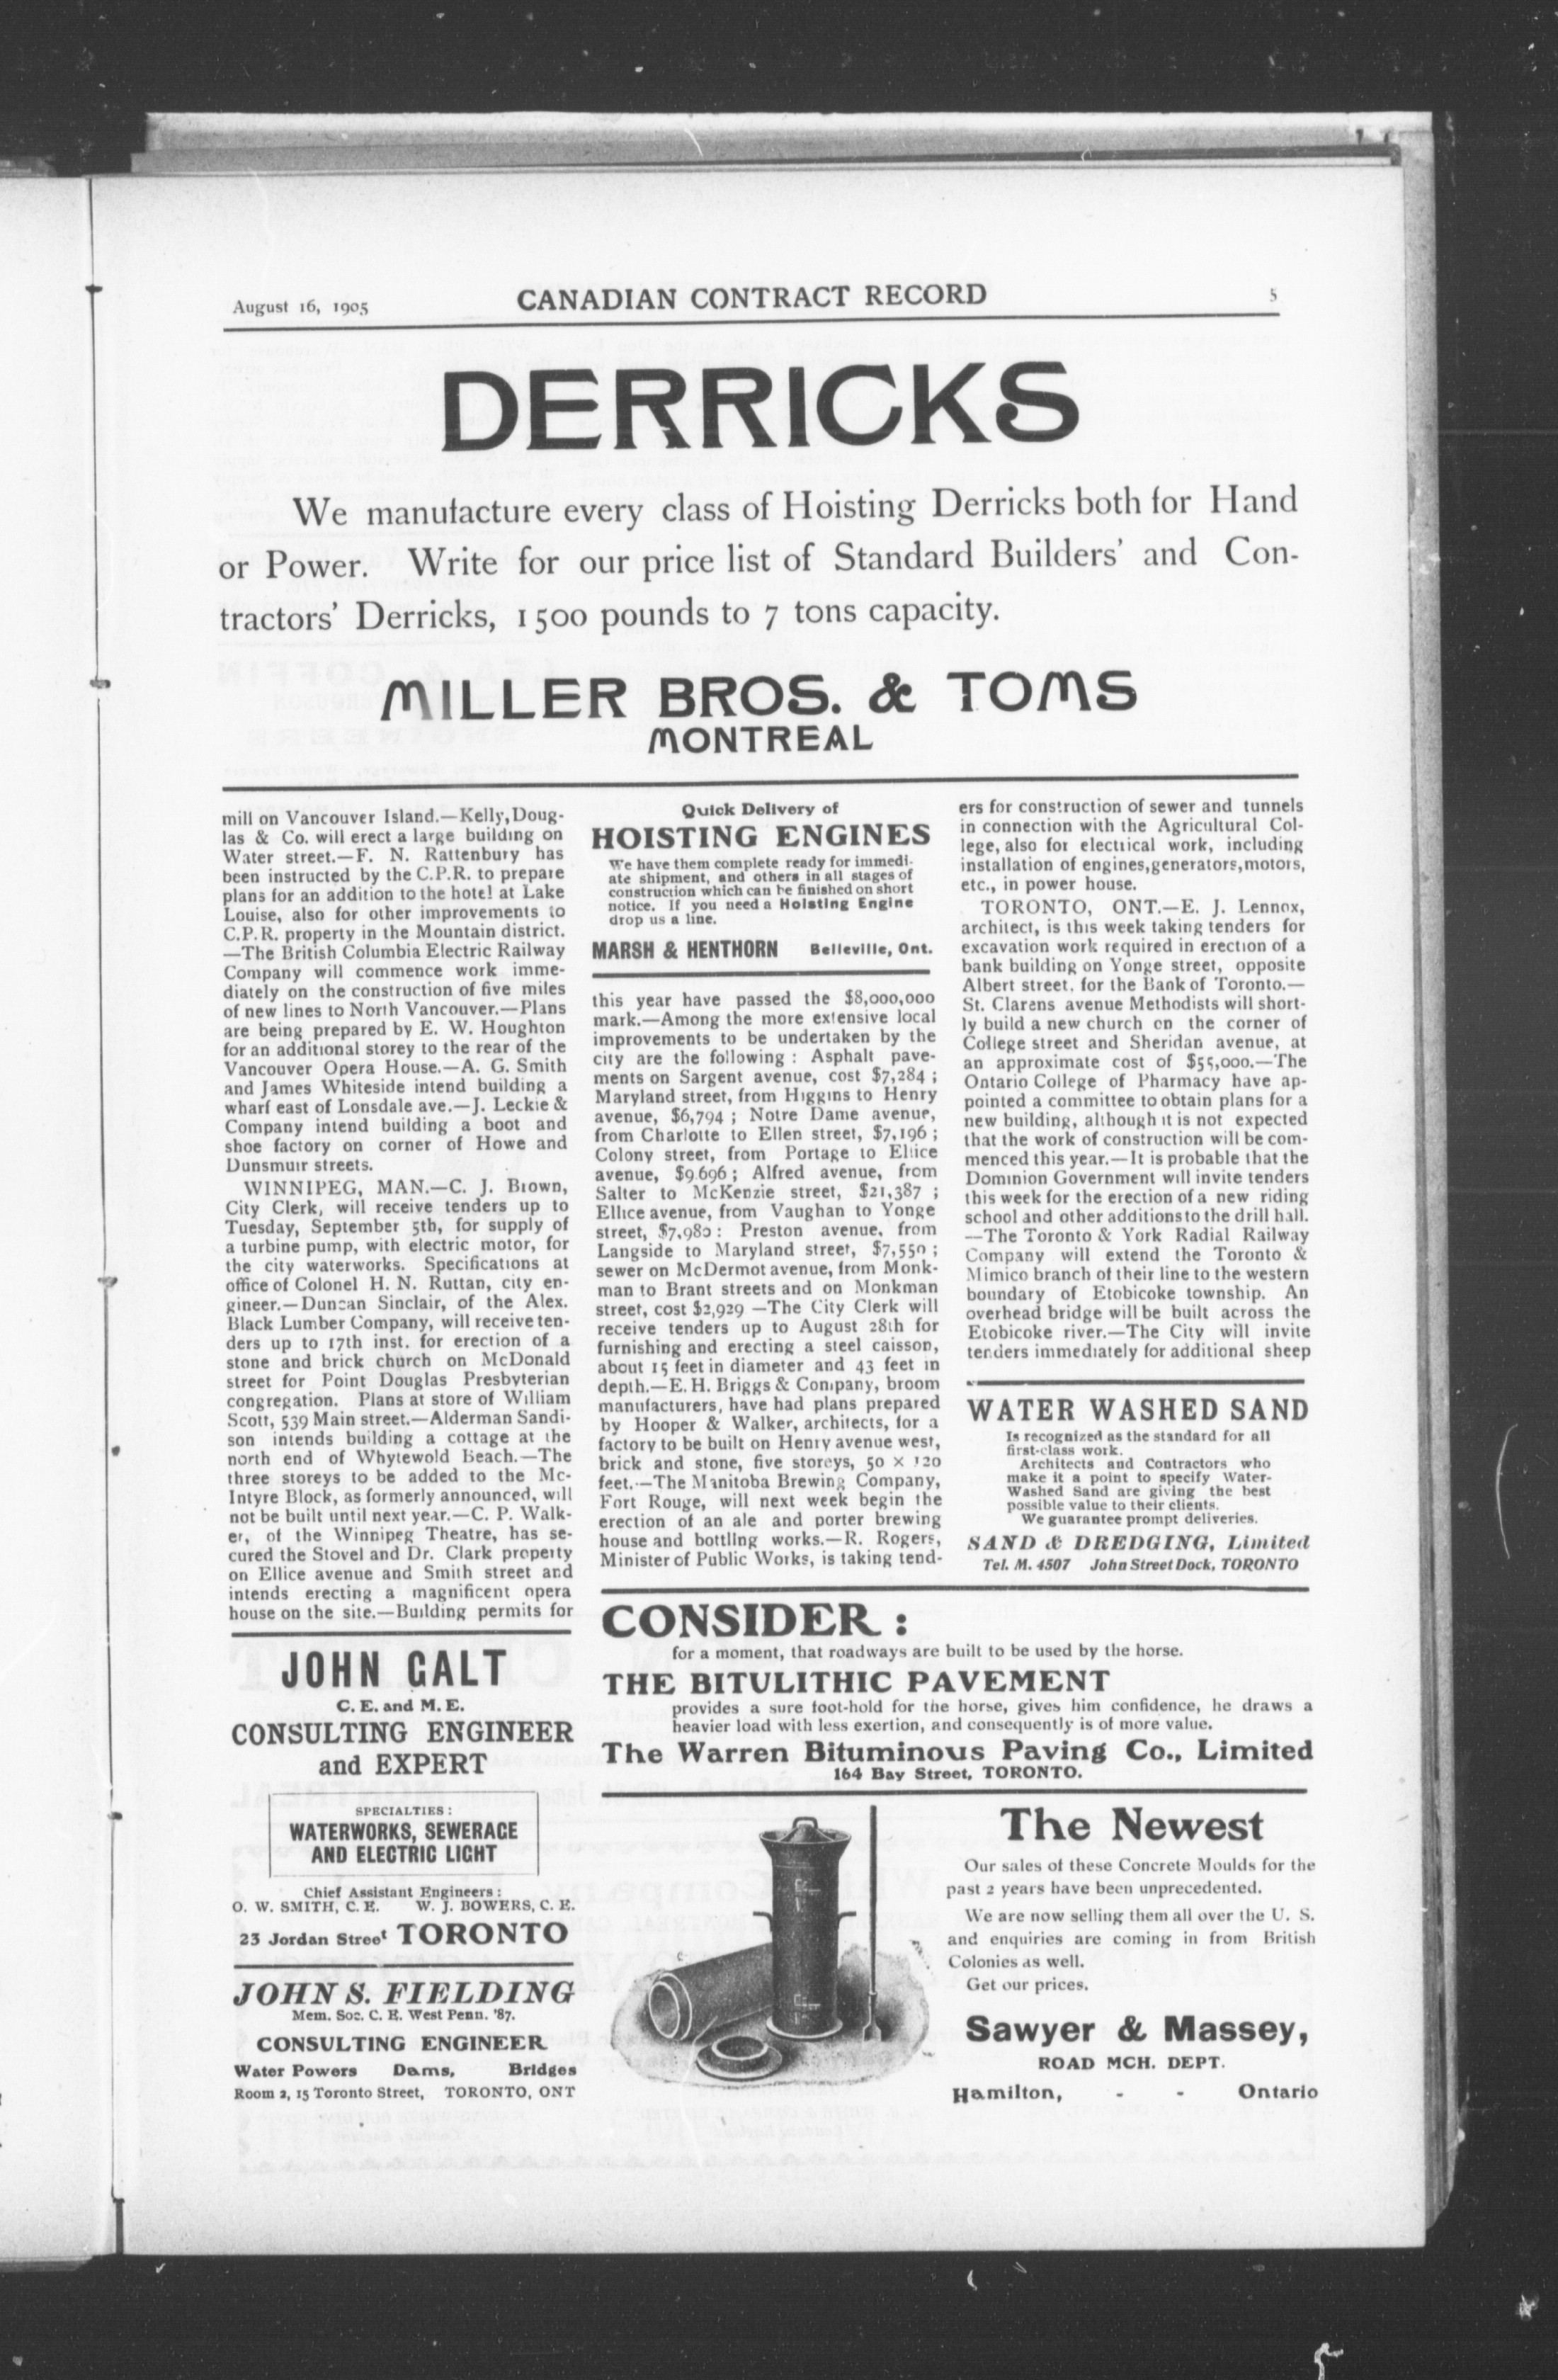 August 16, 1905
CANADIAN CONTRACT RECORD
5
DERRICKS
We manufacture every class of Hoisting Derricks both for Hand
or Power. Write for our price list of Standard Builders' and Con-
tractors' Derricks, 1500 pounds to 7 tons capacity.
MILLER BROS. & TOMS
MONTREAL
mill on Vancouver Island.—Kelly, Doug-
las & Co. will erect a large building on
Water street.—F. N. Rattenbury has
been instructed by the C.P.R. to prepare
plans for an addition to the hotel at Lake
Louise, also for other improvements to
C.P.R. property in the Mountain district.
—The British Columbia Electric Railway
Company will commence work imme-
diately on the construction of five miles
of new lines to North Vancouver.—Plans
are being prepared by E. W. Houghton
for an additional storey to the rear of the
Vancouver Opera House.—A. G. Smith
and James Whiteside intend building a
wharf east of Lonsdale ave.—J. Leckie &
Company intend building a boot and
shoe factory on corner of Howe and
Dunsmuir streets.
WINNIPEG, MAN.—C. J. Brown,
City Clerk, will receive tenders up to
Tuesday, September 5th, for supply of
a turbine pump, with electric motor, for
the city waterworks. Specifications at
office of Colonel H. N. Ruttan, city en-
gineer.—Duncan Sinclair, of the Alex.
Black Lumber Company, will receive ten-
ders up to 17th inst. for erection of a
stone and brick church on McDonald
street for Point Douglas Presbyterian
congregation. Plans at store of William
Scott, 539 Main street.—Alderman Sandi-
son intends building a cottage at the
north end of Whytewold Beach.—The
three storeys to be added to the Mc-
Intyre Block, as formerly announced, will
not be built until next year.—C. P. Walk-
er, of the Winnipeg Theatre, has se-
cured the Stovel and Dr. Clark property
on Ellice avenue and Smith street and
intends erecting a magnificent opera
house on the site.—Building permits for
JOHN GALT
C. E. and M. E.
CONSULTING ENGINEER
and EXPERT
SPECIALTIES:
WATERWORKS, SEWERAGE
AND ELECTRIC LIGHT
Chief Assistant Engineers:
O. W. SMITH, C. E. W. J. BOWERS, C. E.
23 Jordan Street TORONTO
JOHN S. FIELDING
Mem. Soc. C. E. West Penn. '87.
CONSULTING ENGINEER
Water Powers Dams, Bridges
Room 2, 15 Toronto Street, TORONTO, ONT
Quick Delivery of
HOISTING ENGINES
We have them complete ready for immedi-
ate shipment, and others in all stages of
construction which can be finished on short
notice. If you need a Hoisting Engine
drop us a line.
MARSH & HENTHORN Belleville, Ont.
this year have passed the $8,000,000
mark.—Among the more extensive local
improvements to be undertaken by the
city are the following : Asphalt pave-
ments on Sargent avenue, cost $7,284 ;
Maryland street, from Higgins to Henry
avenue, $6,794 ; Notre Dame avenue,
from Charlotte to Ellen street, $7,196 ;
Colony street, from Portage to Ellice
avenue, $9.696 ; Alfred avenue, from
Salter to McKenzie street, $21,387 ;
Ellice avenue, from Vaughan to Yonge
street, $7,980 : Preston avenue, from
Langside to Maryland street, $7,550 ;
sewer on McDermot avenue, from Monk-
man to Brant streets and on Monkman
street, cost $2,929 —The City Clerk will
receive tenders up to August 28th for
furnishing and erecting a steel caisson,
about 15 feet in diameter and 43 feet in
depth.—E. H. Briggs & Company, broom
manufacturers, have had plans prepared
by Hooper & Walker, architects, for a
factory to be built on Henry avenue west,
brick and stone, five storeys, 50 × 120
feet.—The Manitoba Brewing Company,
Fort Rouge, will next week begin the
erection of an ale and porter brewing
house and bottling works.—R. Rogers,
Minister of Public Works, is taking tend-
ers for construction of sewer and tunnels
in connection with the Agricultural Col-
lege, also for electrical work, including
installation of engines, generators, motors,
etc., in power house.
TORONTO, ONT.—E. J. Lennox,
architect, is this week taking tenders for
excavation work required in erection of a
bank building on Yonge street, opposite
Albert street, for the Bank of Toronto.—
St. Clarens avenue Methodists will short-
ly build a new church on the corner of
College street and Sheridan avenue, at
an approximate cost of $55,000.—The
Ontario College of Pharmacy have ap-
pointed a committee to obtain plans for a
new building, although it is not expected
that the work of construction will be com-
menced this year.—It is probable that the
Dominion Government will invite tenders
this week for the erection of a new riding
school and other additions to the drill hall.
—The Toronto & York Radial Railway
Company will extend the Toronto &
Mimico branch of their line to the western
boundary of Etobicoke township. An
overhead bridge will be built across the
Etobicoke river.—The City will invite
tenders immediately for additional sheep
WATER WASHED SAND
Is recognized as the standard for all
first-class work.
Architects and Contractors who
make it a point to specify Water-
Washed Sand are giving the best
possible value to their clients.
We guarantee prompt deliveries.
SAND & DREDGING, Limited
Tel. M. 4507 John Street Dock, TORONTO
CONSIDER :
for a moment, that roadways are built to be used by the horse.
THE BITULITHIC PAVEMENT
provides a sure foot-hold for the horse, gives him confidence, he draws a
heavier load with less exertion, and consequently is of more value.
The Warren Bituminous Paving Co., Limited
164 Bay Street, TORONTO.
The Newest
Our sales of these Concrete Moulds for the
past 2 years have been unprecedented.
We are now selling them all over the U. S.
and enquiries are coming in from British
Colonies as well.
Get our prices.
Sawyer & Massey,
ROAD MCH. DEPT.
Hamilton, - - Ontario